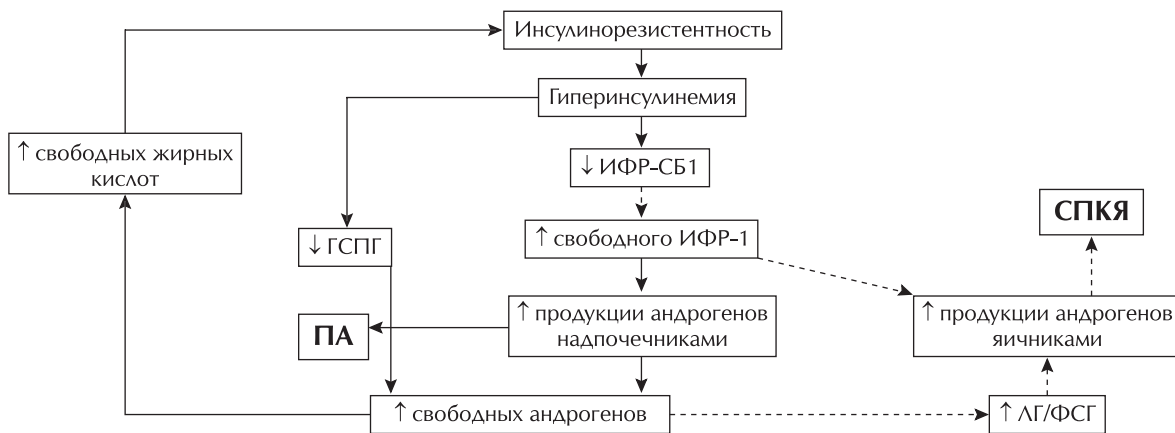 Инсулинорезистентность
Гиперинсулинемия
↑ свободных жирных
кислот
↓ ИФР-СБ1
СПКЯ
↓ ГСПГ
↑ свободного ИФР-1
ПА
↑ продукции андрогенов
надпочечниками
↑ продукции андрогенов
яичниками
↑ свободных андрогенов
↑ ЛГ/ФСГ